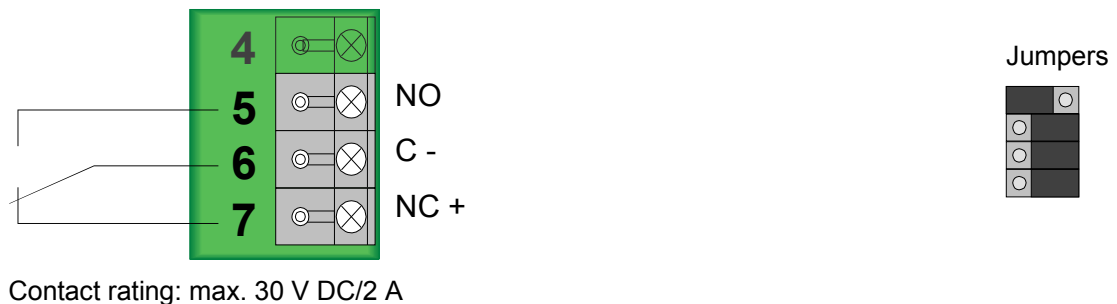 4
5 NO
6 C -
7 NC +
Jumpers
Contact rating: max. 30 V DC/2 A